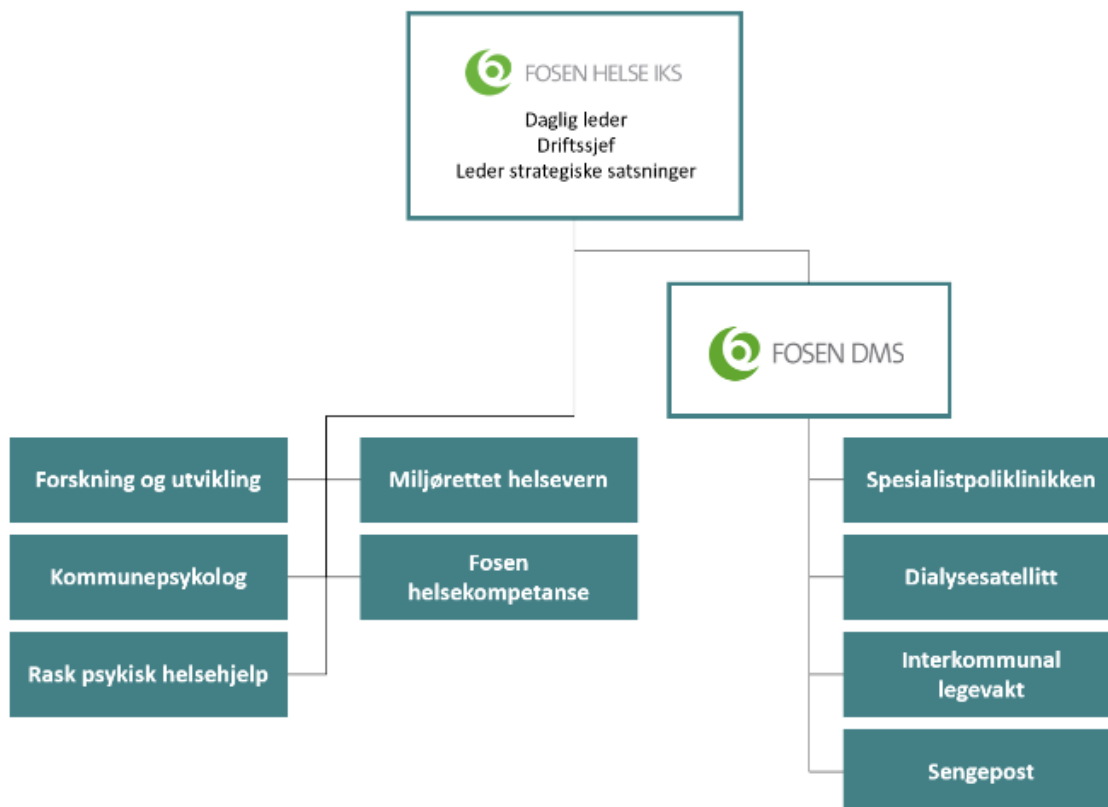 FOSEN HELSE IKS
Daglig leder
Driftssjef
Leder strategiske satsninger
FOSEN DMS
Forskning og utvikling
Miljørettet helsevern
Spesialistpoliklinikken
Kommunepsykolog
Fosen
helsekompetanse
Dialysesatellitt
Rask psykisk helsehjelp
Interkommunal
legevakt
Sengepost